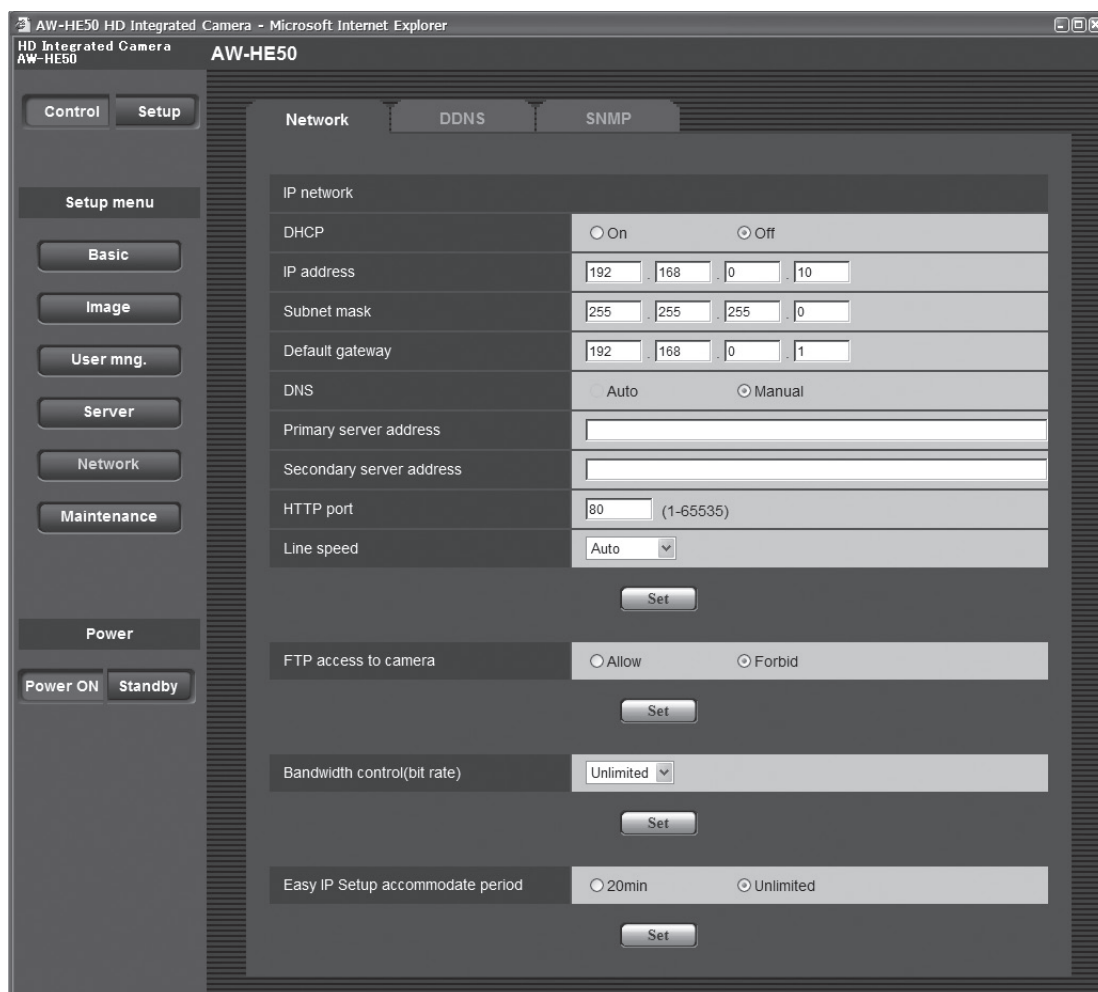 AW-HE50 HD Integrated Camera - Microsoft Internet Explorer
HD Integrated Camera
AW-HE50
AW-HE50
Control Setup
Network DDNS SNMP
Setup menu
Basic
Image
User mng.
Server
Network
Maintenance
Power
Power ON Standby
IP network
DHCP On Off
IP address 192 . 168 . 0 . 10
Subnet mask 255 . 255 . 255 . 0
Default gateway 192 . 168 . 0 . 1
DNS Auto Manual
Primary server address
Secondary server address
HTTP port 80 (1-65535)
Line speed Auto
Set
FTP access to camera Allow Forbid
Set
Bandwidth control(bit rate) Unlimited
Set
Easy IP Setup accommodate period 20min Unlimited
Set